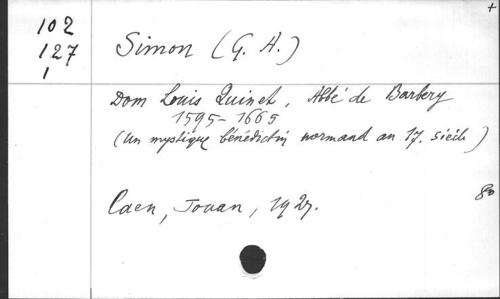 +
102
127
1
Simon (G. A.)
Dom Louis Quinet, Abbé de Barbery
1595-1665
(un mystique bénédictin normand au 17. siècle)
Caen, Jouan, 1927.
8º